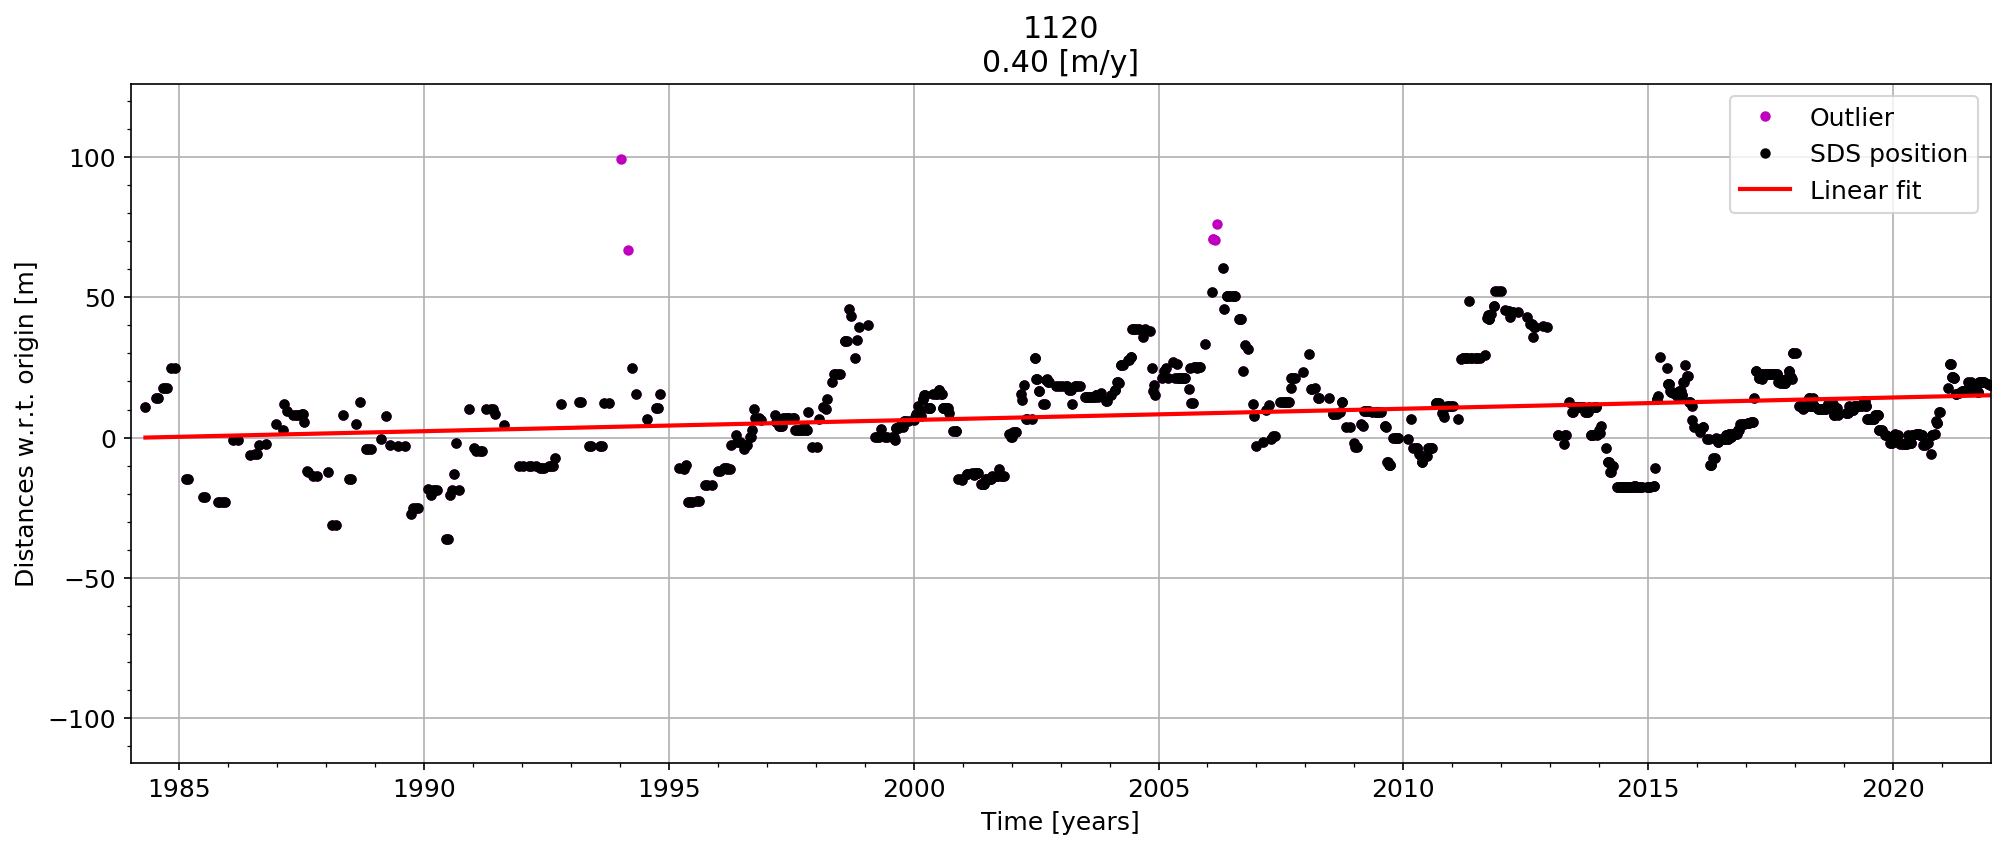 1120
0.40 [m/y]
Outlier
SDS position
Linear fit
Distances w.r.t. origin [m]
100
50
0
−50
−100
1985 1990 1995 2000 2005 2010 2015 2020
Time [years]